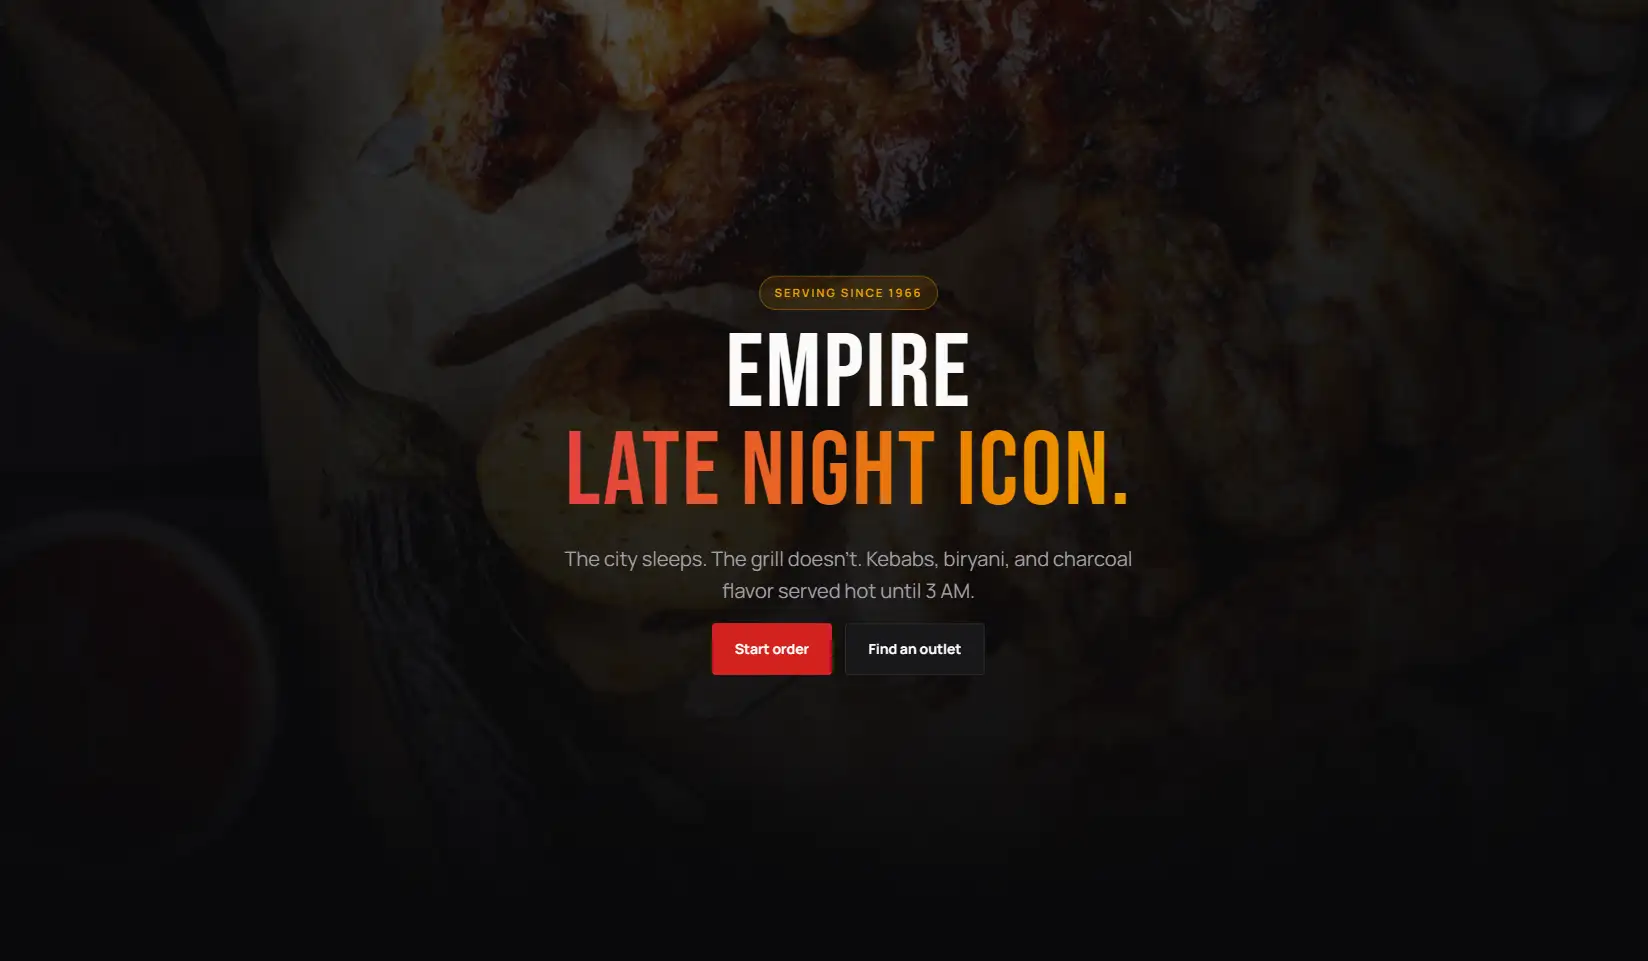 SERVING SINCE 1966
EMPIRE
LATE NIGHT ICON.
The city sleeps. The grill doesn't. Kebabs, biryani, and charcoal
flavor served hot until 3 AM.
Start order
Find an outlet